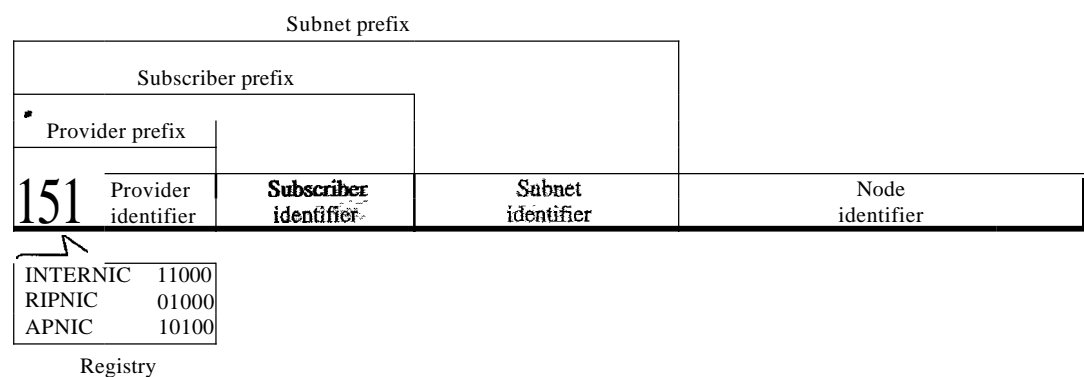 Subnet prefix
Subscriber prefix
Provider prefix
151
Provider identifier
Subscriber identifier
Subnet identifier
Node identifier
INTERNIC 11000
RIPNIC 01000
APNIC 10100
Registry